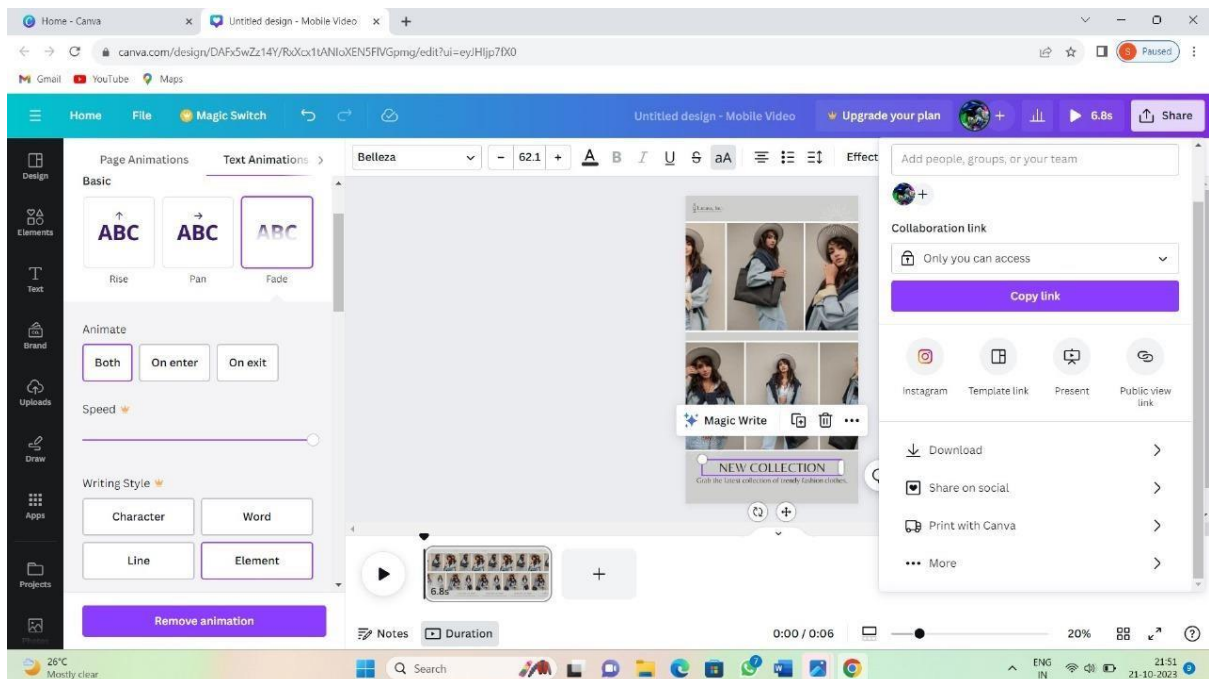 Home - Canva
Untitled design - Mobile Video
canva.com/design/DAFx5wZz14Y/RxXcx1tANIoXEN5FlVGpmg/edit?ui=eyJHIjp7fX0
Paused
Gmail YouTube Maps
Home File Magic Switch
Untitled design - Mobile Video
Upgrade your plan
6.8s
Share
Design
Elements
Text
Brand
Uploads
Draw
Apps
Projects
Photos
Page Animations Text Animations
Basic
ABC ABC ABC
Rise Pan Fade
Animate
Both On enter On exit
Speed
Writing Style
Character Word
Line Element
Remove animation
Belleza
- 62.1 +
A B I U S aA
Effect
Magic Write
NEW COLLECTION
Grab the latest collection of trendy fashion clothes.
Add people, groups, or your team
Collaboration link
Only you can access
Copy link
Instagram
Template link
Present
Public view
link
Download
Share on social
Print with Canva
More
6.8s
Notes Duration
0:00 / 0:06
20%
26°C
Mostly clear
Search
ENG
IN
21:51
21-10-2023